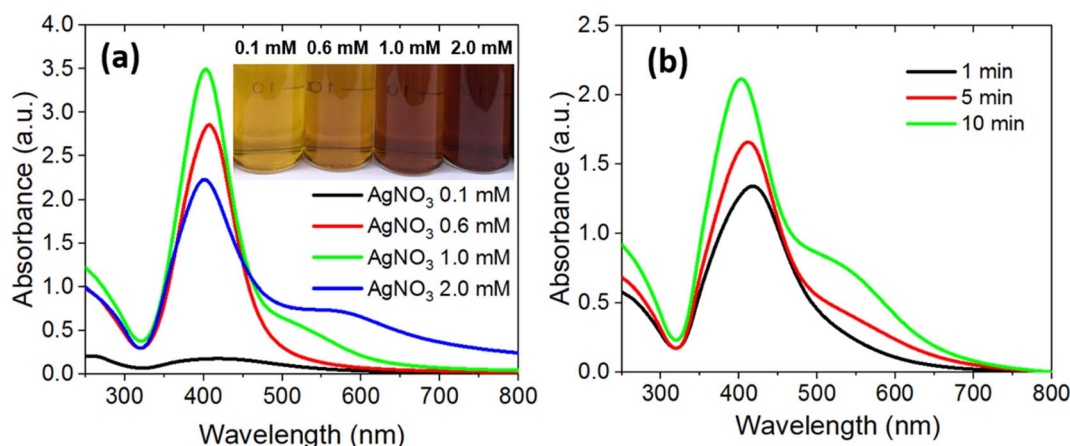 (a)
0.1 mM 0.6 mM 1.0 mM 2.0 mM
4.0
3.5
3.0
2.5
2.0
1.5
1.0
0.5
0.0
Absorbance (a.u.)
AgNO₃ 0.1 mM
AgNO₃ 0.6 mM
AgNO₃ 1.0 mM
AgNO₃ 2.0 mM
300 400 500 600 700 800
Wavelength (nm)
(b)
2.5
2.0
1.5
1.0
0.5
0.0
Absorbance (a.u.)
1 min
5 min
10 min
300 400 500 600 700 800
Wavelength (nm)